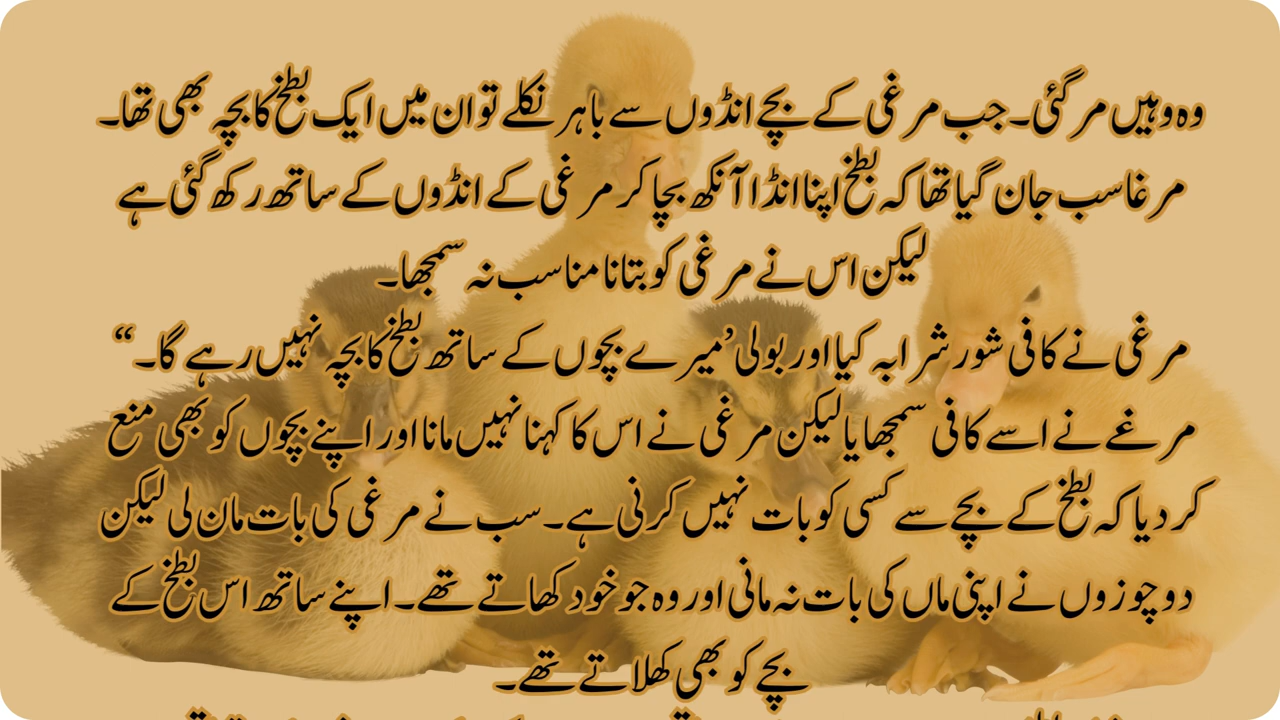 وہ وہیں مر گئی۔ جب مرغی کے بچے انڈوں سے باہر نکلے تو ان میں ایک بطخ کا بچہ بھی تھا۔
مرغا سب جان گیا تھا کہ بطخ اپنا انڈا آنکھ بچا کر مرغی کے انڈوں کے ساتھ رکھ گئی ہے
لیکن اس نے مرغی کو بتانا مناسب نہ سمجھا۔
مرغی نے کافی شور شرابہ کیا اور بولی ’میرے بچوں کے ساتھ بطخ کا بچہ نہیں رہے گا۔“
مرغے نے اسے کافی سمجھایا لیکن مرغی نے اس کا کہنا نہیں مانا اور اپنے بچوں کو بھی منع
کر دیا کہ بطخ کے بچے سے کسی کو بات نہیں کرنی ہے۔ سب نے مرغی کی بات مان لی لیکن
دو چوزوں نے اپنی ماں کی بات نہ مانی اور وہ جو خود کھاتے تھے۔ اپنے ساتھ اس بطخ کے
بچے کو بھی کھلاتے تھے۔